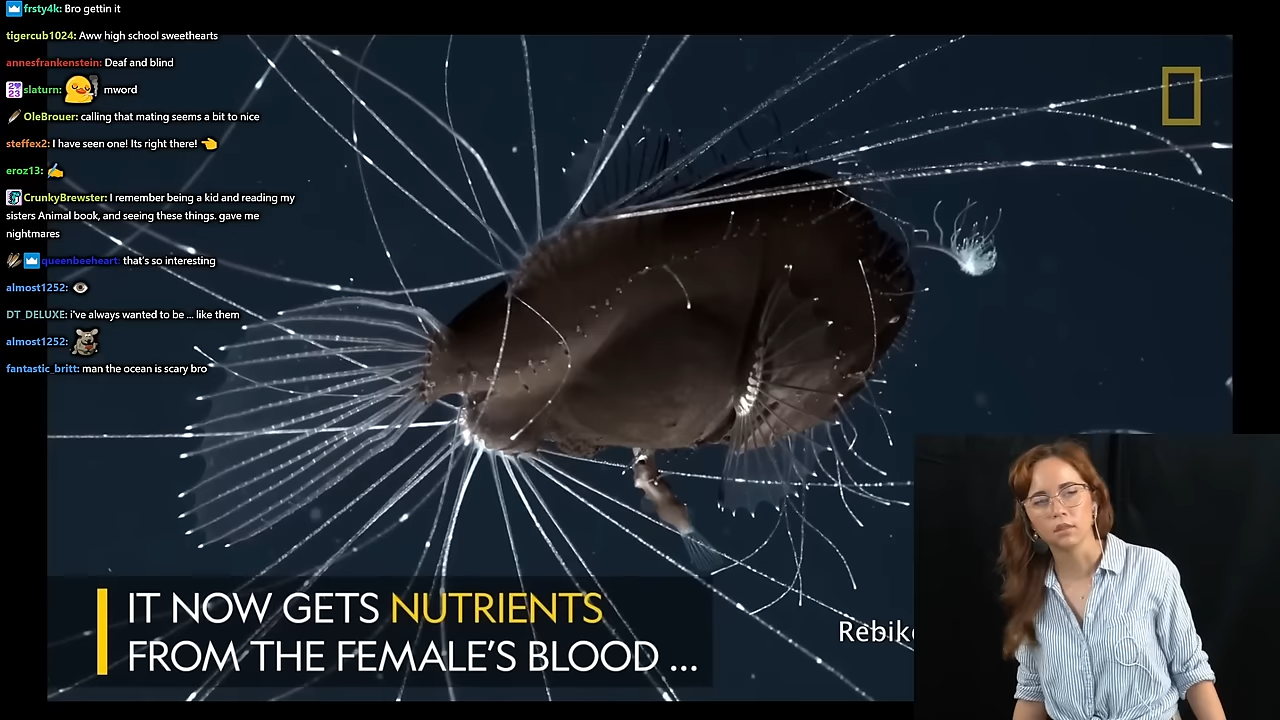 frsty4k: Bro gettin it
tigercub1024: Aww high school sweethearts
annesfrankenstein: Deaf and blind
slaturn: mword
OleBrouer: calling that mating seems a bit to nice
steffex2: I have seen one! Its right there! 👈
eroz13: ✍
CrunkyBrewster: I remember being a kid and reading my
sisters Animal book, and seeing these things. gave me
nightmares
queenbeeheart: that's so interesting
almost1252: 👁
DT_DELUXE: i've always wanted to be ... like them
almost1252:
fantastic_britt: man the ocean is scary bro
IT NOW GETS NUTRIENTS
FROM THE FEMALE'S BLOOD ...